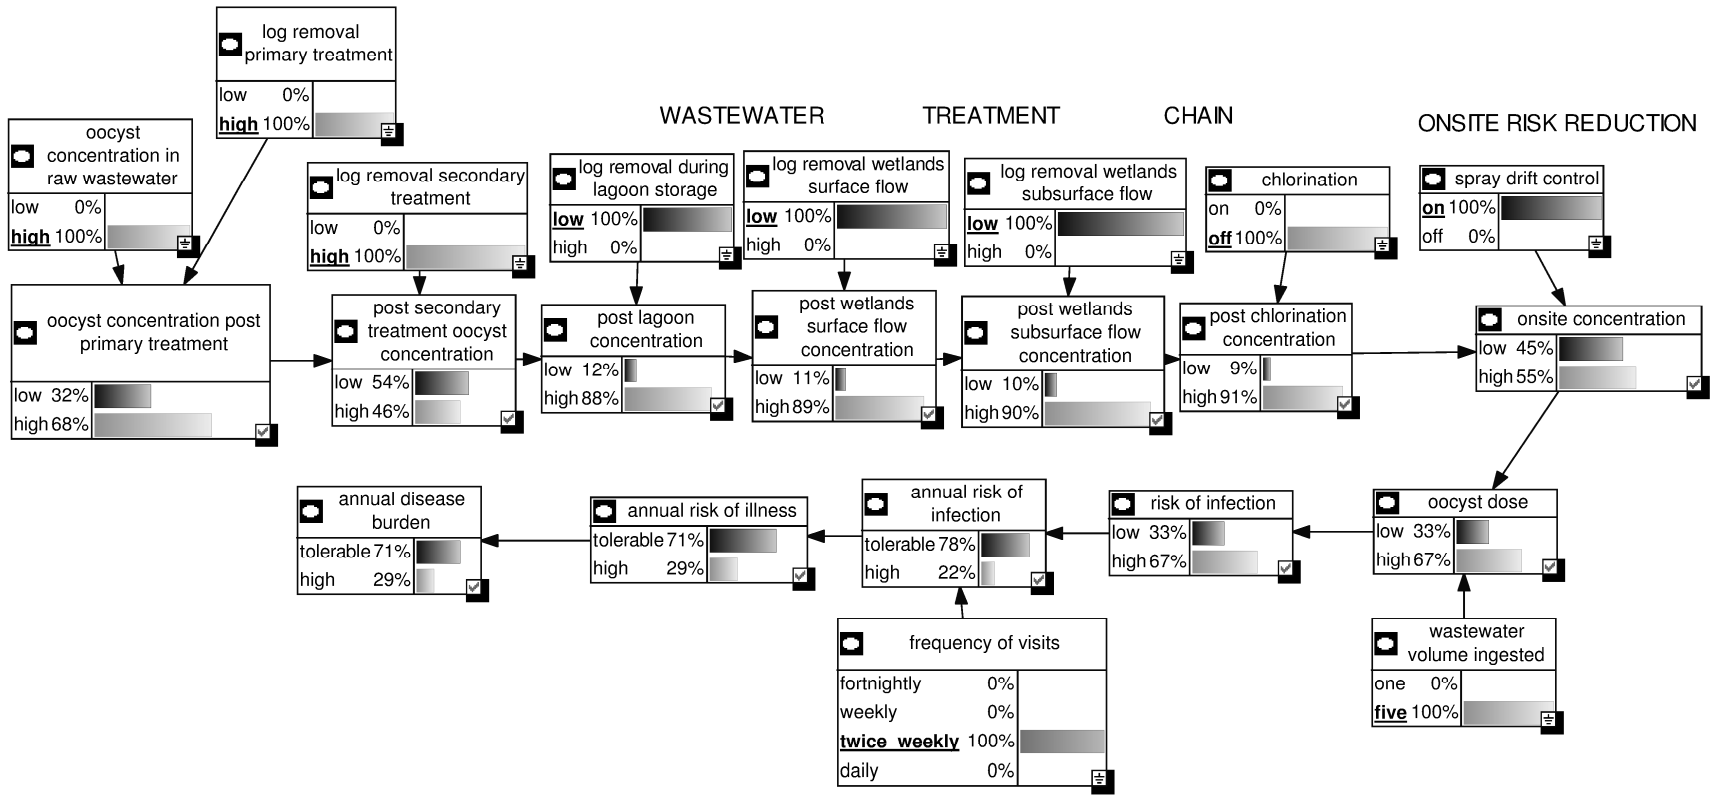 log removal
primary treatment
low 0%
high 100%
WASTEWATER TREATMENT CHAIN
ONSITE RISK REDUCTION
oocyst
concentration in
raw wastewater
low 0%
high 100%
log removal secondary
treatment
low 0%
high 100%
log removal during
lagoon storage
low 100%
high 0%
log removal wetlands
surface flow
low 100%
high 0%
log removal wetlands
subsurface flow
low 100%
high 0%
chlorination
on 0%
off 100%
spray drift control
on 100%
off 0%
oocyst concentration post
primary treatment
low 32%
high 68%
post secondary
treatment oocyst
concentration
low 54%
high 46%
post lagoon
concentration
low 12%
high 88%
post wetlands
surface flow
concentration
low 11%
high 89%
post wetlands
subsurface flow
concentration
low 10%
high 90%
post chlorination
concentration
low 9%
high 91%
onsite concentration
low 45%
high 55%
annual disease
burden
tolerable 71%
high 29%
annual risk of illness
tolerable 71%
high 29%
annual risk of
infection
tolerable 78%
high 22%
risk of infection
low 33%
high 67%
oocyst dose
low 33%
high 67%
frequency of visits
fortnightly 0%
weekly 0%
twice weekly 100%
daily 0%
wastewater
volume ingested
one 0%
five 100%